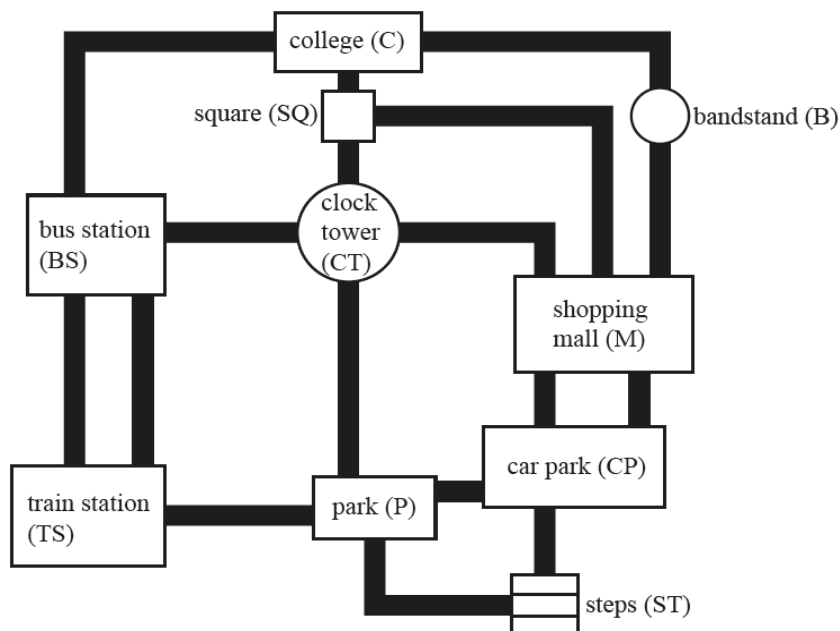 college (C)
square (SQ)
bandstand (B)
clock
tower
(CT)
bus station
(BS)
shopping
mall (M)
car park (CP)
train station
(TS)
park (P)
steps (ST)